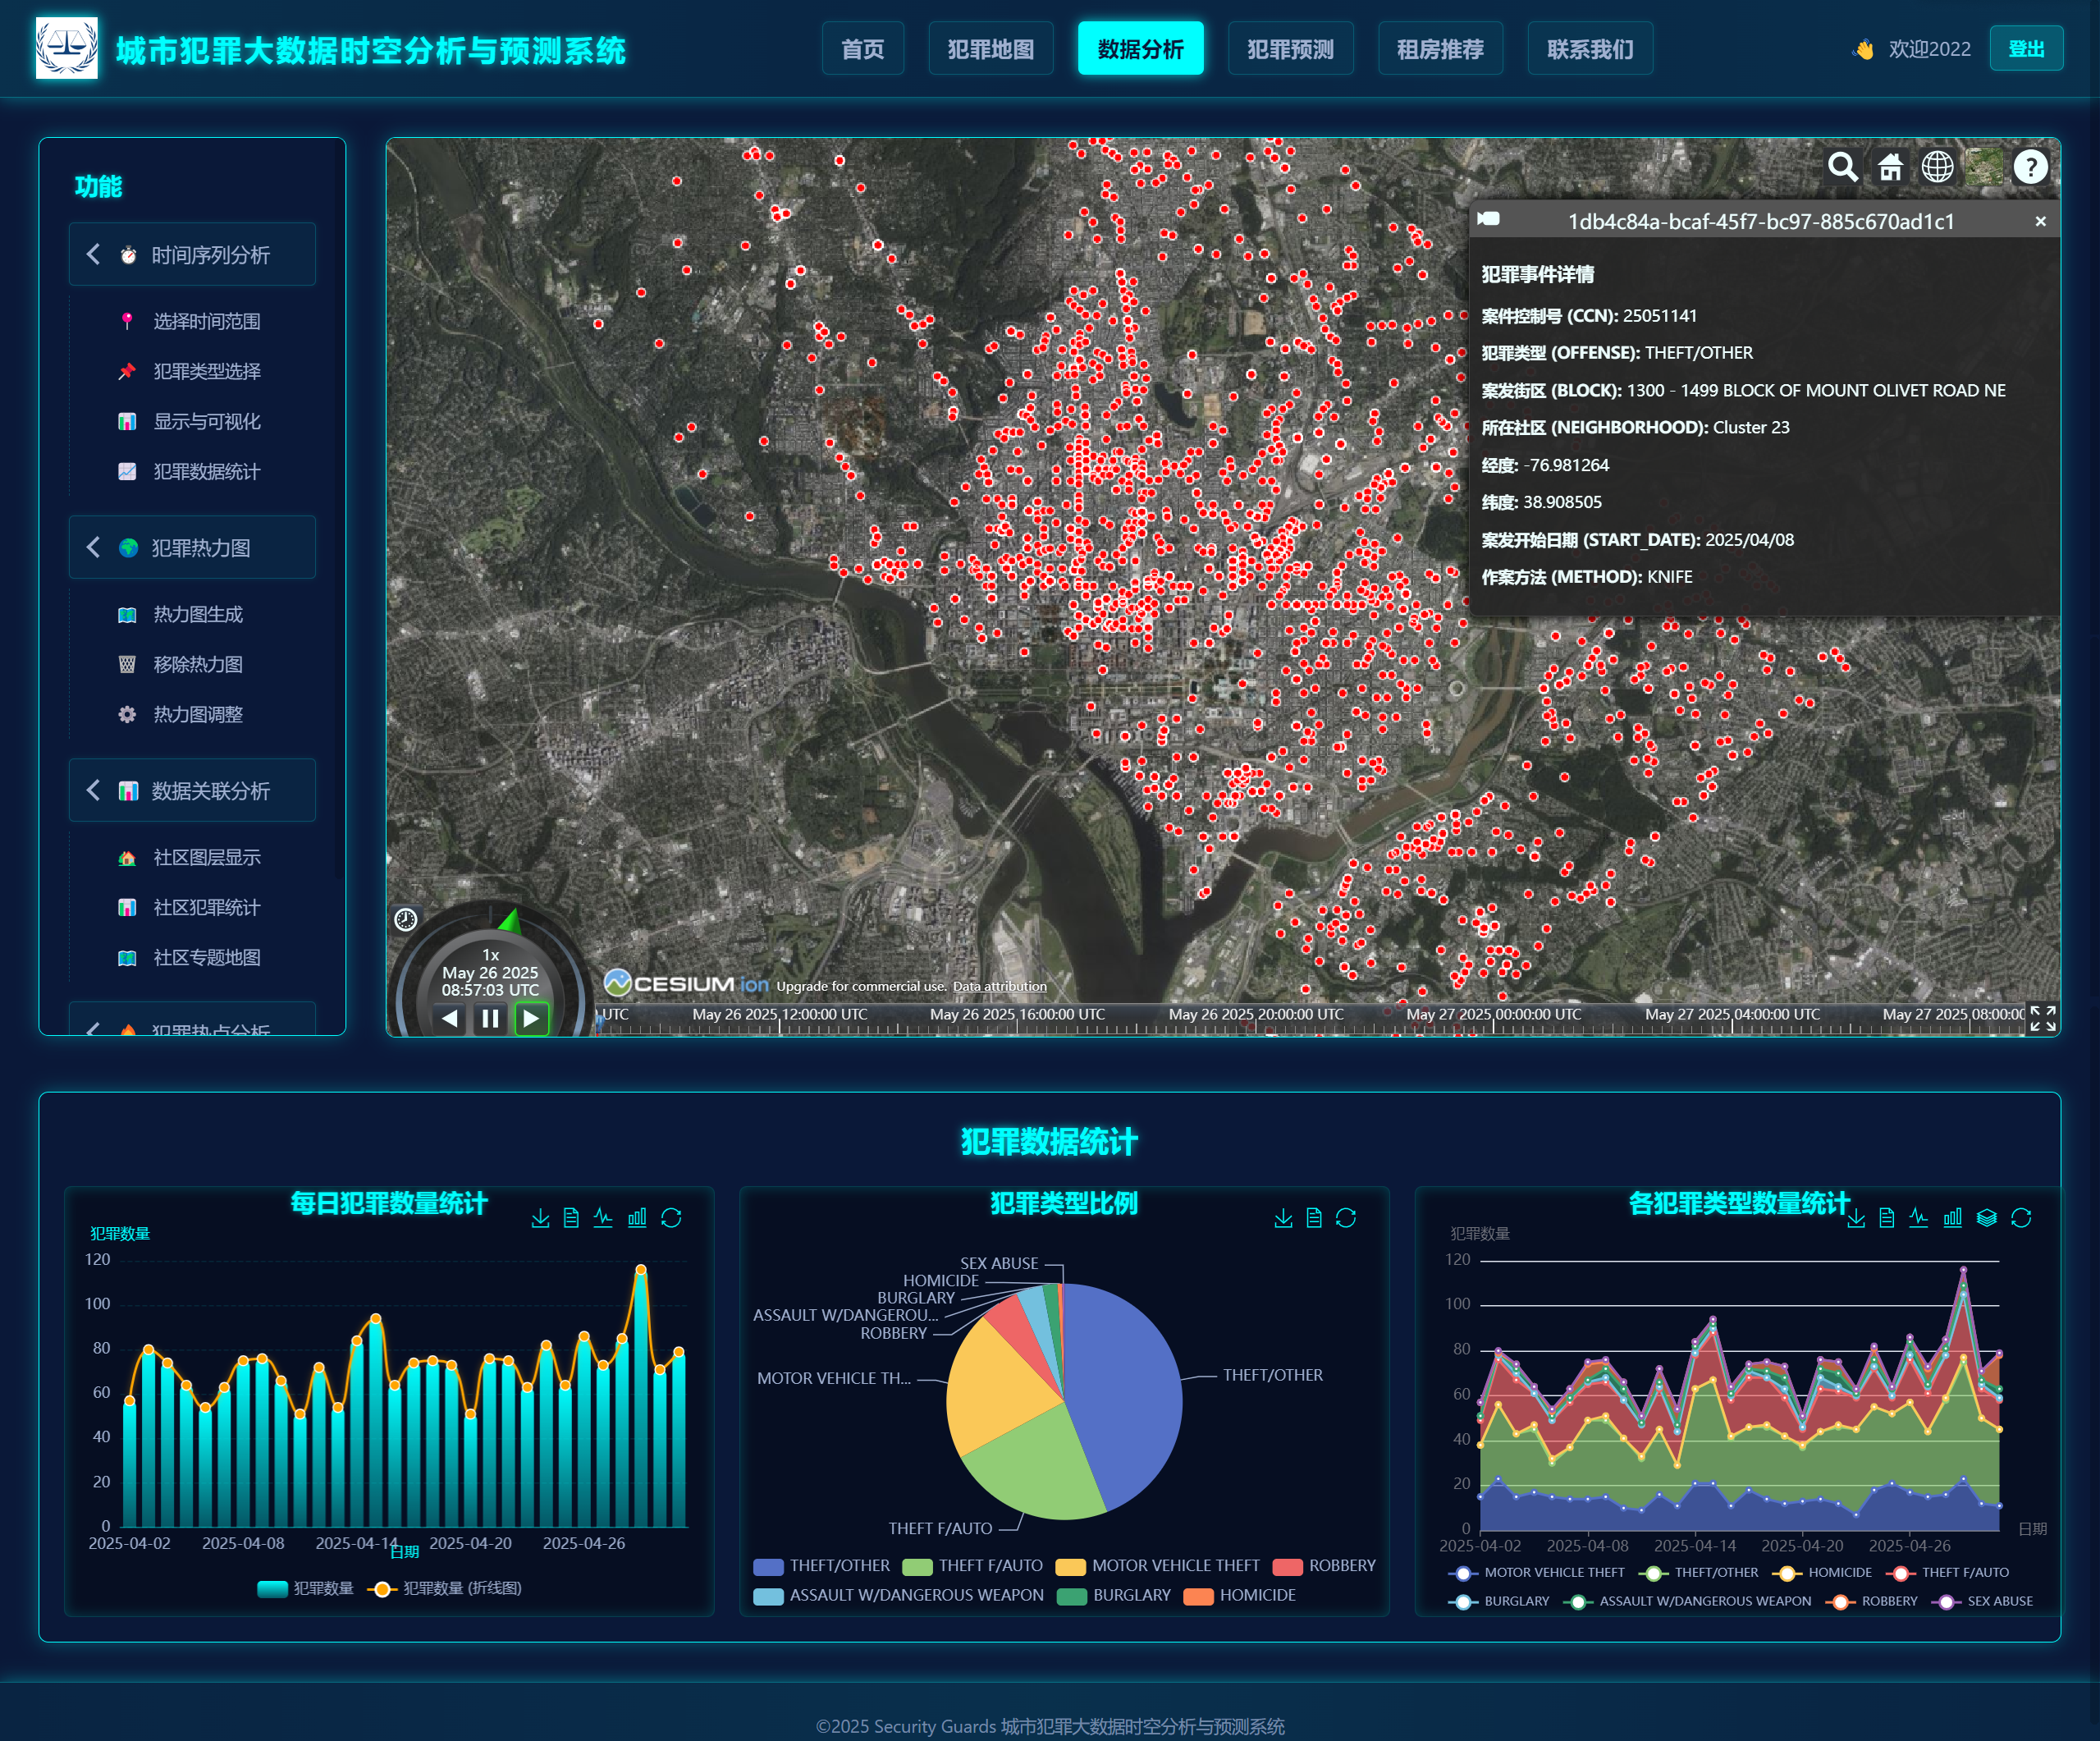 城市犯罪大数据时空分析与预测系统
首页
犯罪地图
数据分析
犯罪预测
租房推荐
联系我们
欢迎2022
登出
功能
时间序列分析
选择时间范围
犯罪类型选择
显示与可视化
犯罪数据统计
犯罪热力图
热力图生成
移除热力图
热力图调整
数据关联分析
社区图层显示
社区犯罪统计
社区专题地图
犯罪热点分析
1db4c84a-bcaf-45f7-bc97-885c670ad1c1
×
犯罪事件详情
案件控制号 (CCN): 25051141
犯罪类型 (OFFENSE): THEFT/OTHER
案发街区 (BLOCK): 1300 - 1499 BLOCK OF MOUNT OLIVET ROAD NE
所在社区 (NEIGHBORHOOD): Cluster 23
经度: -76.981264
纬度: 38.908505
案发开始日期 (START_DATE): 2025/04/08
作案方法 (METHOD): KNIFE
1x
May 26 2025
08:57:03 UTC
CESIUM ion Upgrade for commercial use. Data attribution
UTC
May 26 2025 12:00:00 UTC
May 26 2025 16:00:00 UTC
May 26 2025 20:00:00 UTC
May 27 2025 00:00:00 UTC
May 27 2025 04:00:00 UTC
May 27 2025 08:00:00
犯罪数据统计
每日犯罪数量统计
犯罪数量
120
100
80
60
40
20
0
2025-04-02
2025-04-08
2025-04-14
2025-04-20
2025-04-26
日期
犯罪数量
犯罪数量 (折线图)
犯罪类型比例
SEX ABUSE
HOMICIDE
BURGLARY
ASSAULT W/DANGEROU...
ROBBERY
MOTOR VEHICLE TH...
THEFT/OTHER
THEFT F/AUTO
THEFT/OTHER
THEFT F/AUTO
MOTOR VEHICLE THEFT
ROBBERY
ASSAULT W/DANGEROUS WEAPON
BURGLARY
HOMICIDE
各犯罪类型数量统计
犯罪数量
120
100
80
60
40
20
0
2025-04-02
2025-04-08
2025-04-14
2025-04-20
2025-04-26
日期
MOTOR VEHICLE THEFT
THEFT/OTHER
HOMICIDE
THEFT F/AUTO
BURGLARY
ASSAULT W/DANGEROUS WEAPON
ROBBERY
SEX ABUSE
©2025 Security Guards 城市犯罪大数据时空分析与预测系统